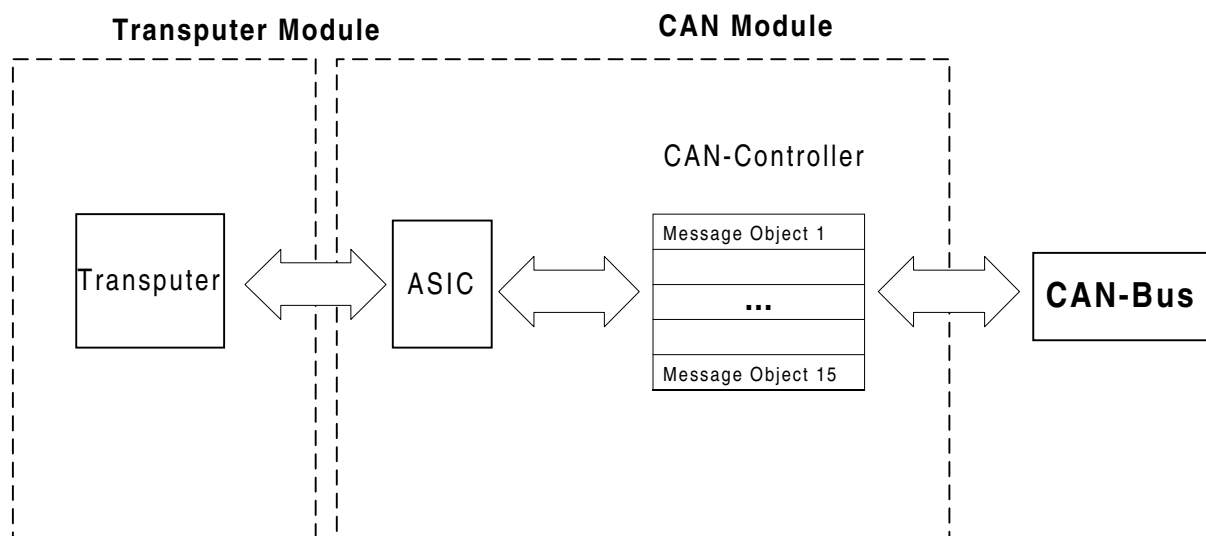 Transputer Module
CAN Module
CAN-Controller
Transputer
ASIC
Message Object 1
...
Message Object 15
CAN-Bus